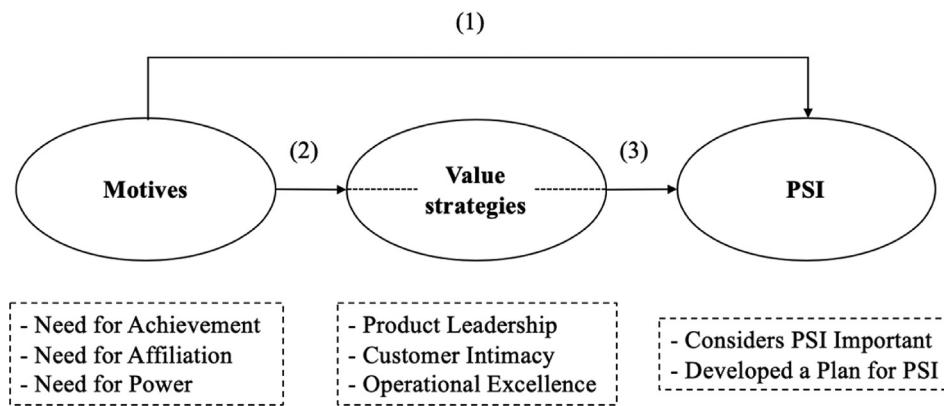 (1)
(2)
(3)
Motives
Value
strategies
PSI
- Need for Achievement
- Need for Affiliation
- Need for Power
- Product Leadership
- Customer Intimacy
- Operational Excellence
- Considers PSI Important
- Developed a Plan for PSI